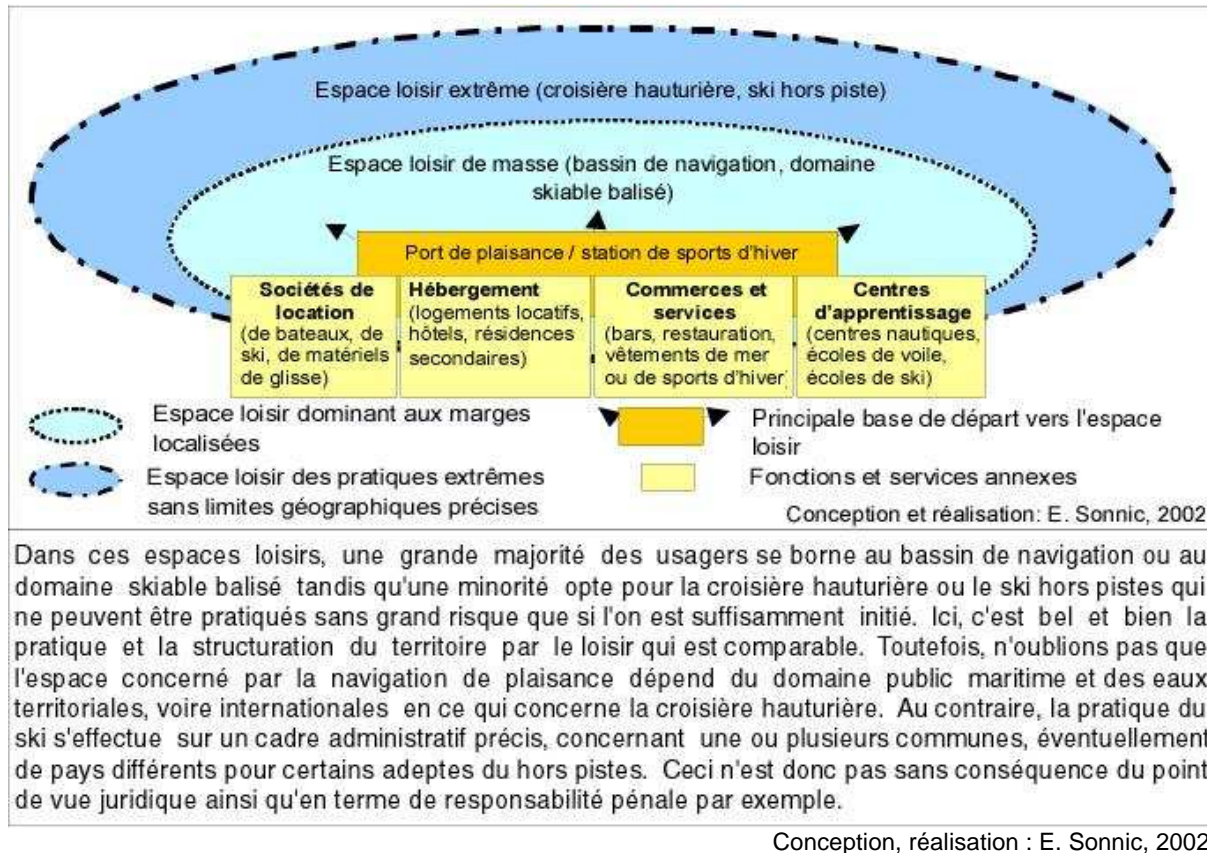 Espace loisir extrême (croisière hauturière, ski hors piste)
Espace loisir de masse (bassin de navigation, domaine
skiable balisé)
Port de plaisance / station de sports d'hiver
Sociétés de
location
(de bateaux, de
ski, de matériels
de glisse)
Hébergement
(logements locatifs,
hôtels, résidences
secondaires)
Commerces et
services
(bars, restauration,
vêtements de mer
ou de sports d'hiver)
Centres
d'apprentissage
(centres nautiques,
écoles de voile,
écoles de ski)
Espace loisir dominant aux marges
localisées
Espace loisir des pratiques extrêmes
sans limites géographiques précises
Principale base de départ vers l'espace
loisir
Fonctions et services annexes
Conception et réalisation: E. Sonnic, 2002
Dans ces espaces loisirs, une grande majorité des usagers se borne au bassin de navigation ou au
domaine skiable balisé tandis qu'une minorité opte pour la croisière hauturière ou le ski hors pistes qui
ne peuvent être pratiqués sans grand risque que si l'on est suffisamment initié. Ici, c'est bel et bien la
pratique et la structuration du territoire par le loisir qui est comparable. Toutefois, n'oublions pas que
l'espace concerné par la navigation de plaisance dépend du domaine public maritime et des eaux
territoriales, voire internationales en ce qui concerne la croisière hauturière. Au contraire, la pratique du
ski s'effectue sur un cadre administratif précis, concernant une ou plusieurs communes, éventuellement
de pays différents pour certains adeptes du hors pistes. Ceci n'est donc pas sans conséquence du point
de vue juridique ainsi qu'en terme de responsabilité pénale par exemple.
Conception, réalisation : E. Sonnic, 2002